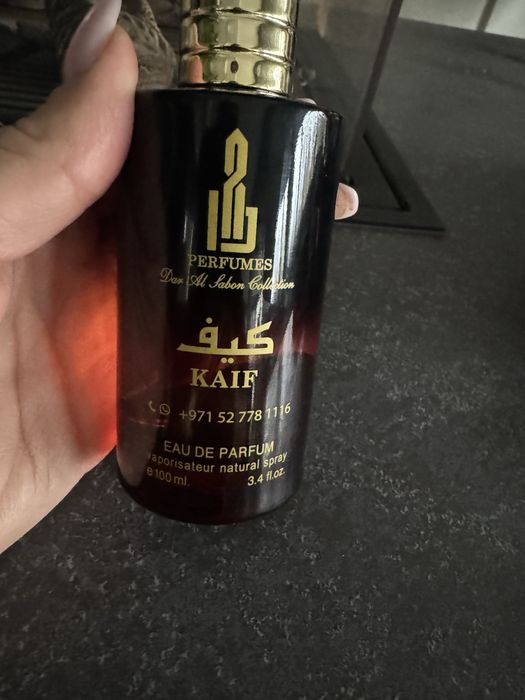 PERFUMES
Dar Al Sabon Collection
كيف
KAIF
+971 52 778 1116
EAU DE PARFUM
vaporisateur natural spray
e100 ml. 3.4 fl.oz.